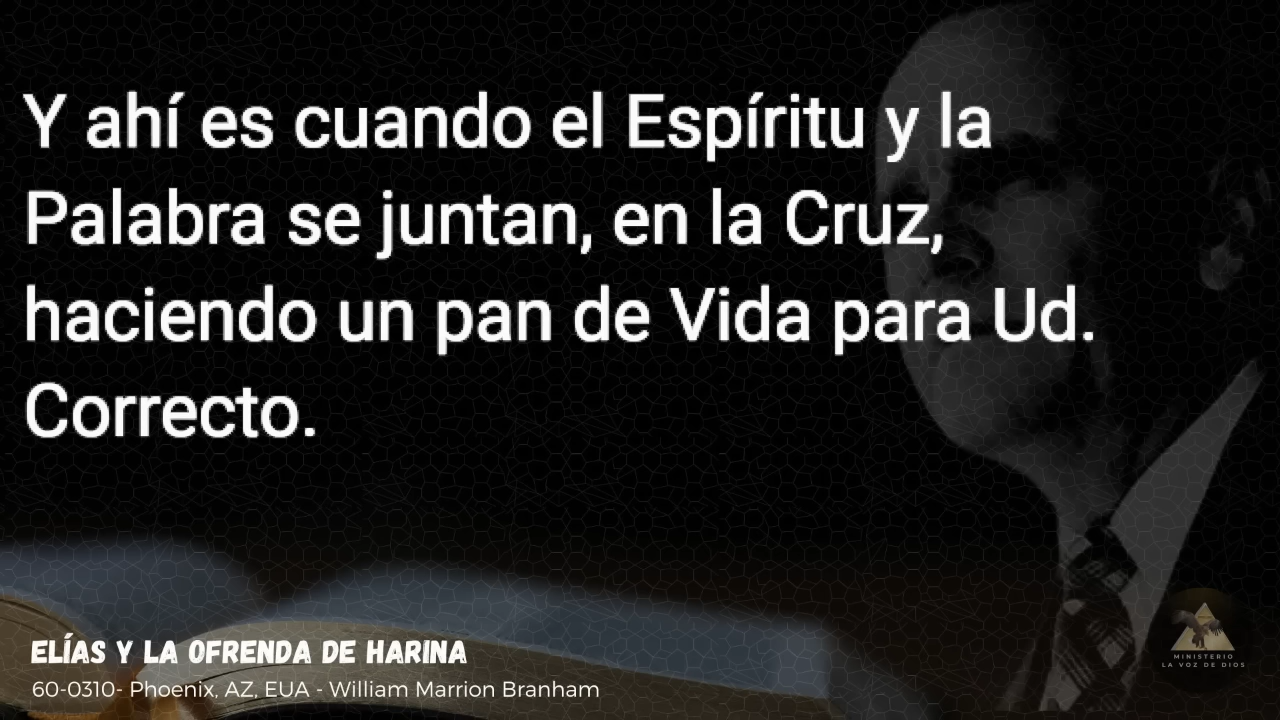 Y ahí es cuando el Espíritu y la
Palabra se juntan, en la Cruz,
haciendo un pan de Vida para Ud.
Correcto.
ELÍAS Y LA OFRENDA DE HARINA
60-0310- Phoenix, AZ, EUA - William Marrion Branham
MINISTERIO
LA VOZ DE DIOS